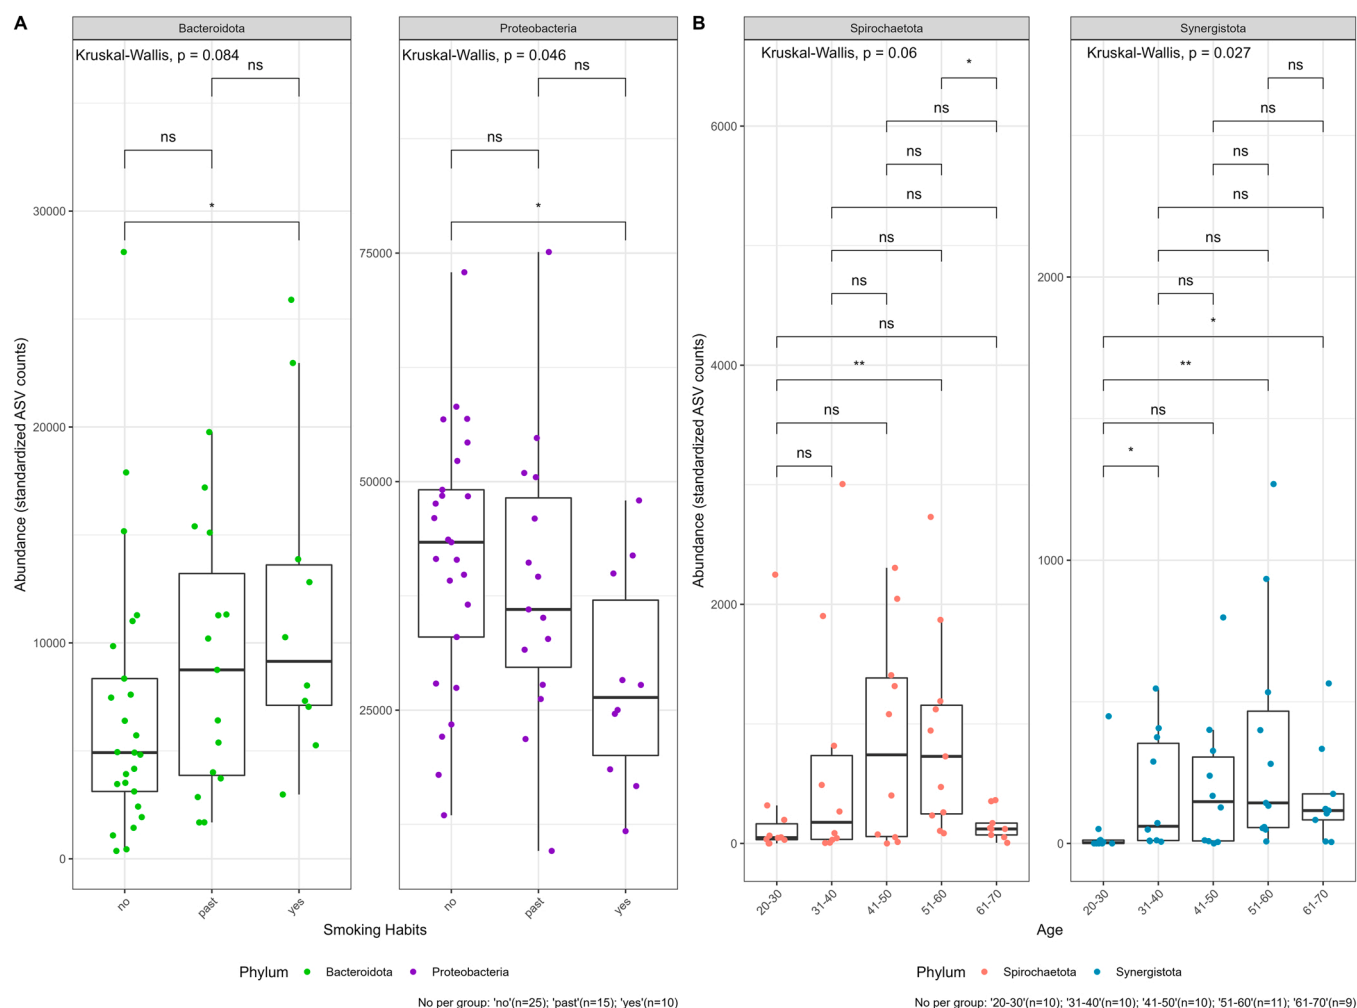 A
Bacteroidota
Proteobacteria
Kruskal-Wallis, p = 0.084
Kruskal-Wallis, p = 0.046
ns
ns
ns
ns
*
*
30000
20000
10000
0
75000
50000
25000
Abundance (standardized ASV counts)
no
past
yes
no
past
yes
Smoking Habits
Phylum
Bacteroidota
Proteobacteria
No per group: 'no'(n=25); 'past'(n=15); 'yes'(n=10)
B
Spirochaetota
Synergistota
Kruskal-Wallis, p = 0.06
Kruskal-Wallis, p = 0.027
*
ns
ns
ns
ns
ns
ns
**
ns
ns
ns
ns
ns
ns
ns
ns
*
**
ns
*
6000
4000
2000
0
2000
1000
0
Abundance (standardized ASV counts)
20-30
31-40
41-50
51-60
61-70
20-30
31-40
41-50
51-60
61-70
Age
Phylum
Spirochaetota
Synergistota
No per group: '20-30'(n=10); '31-40'(n=10); '41-50'(n=10); '51-60'(n=11); '61-70'(n=9)